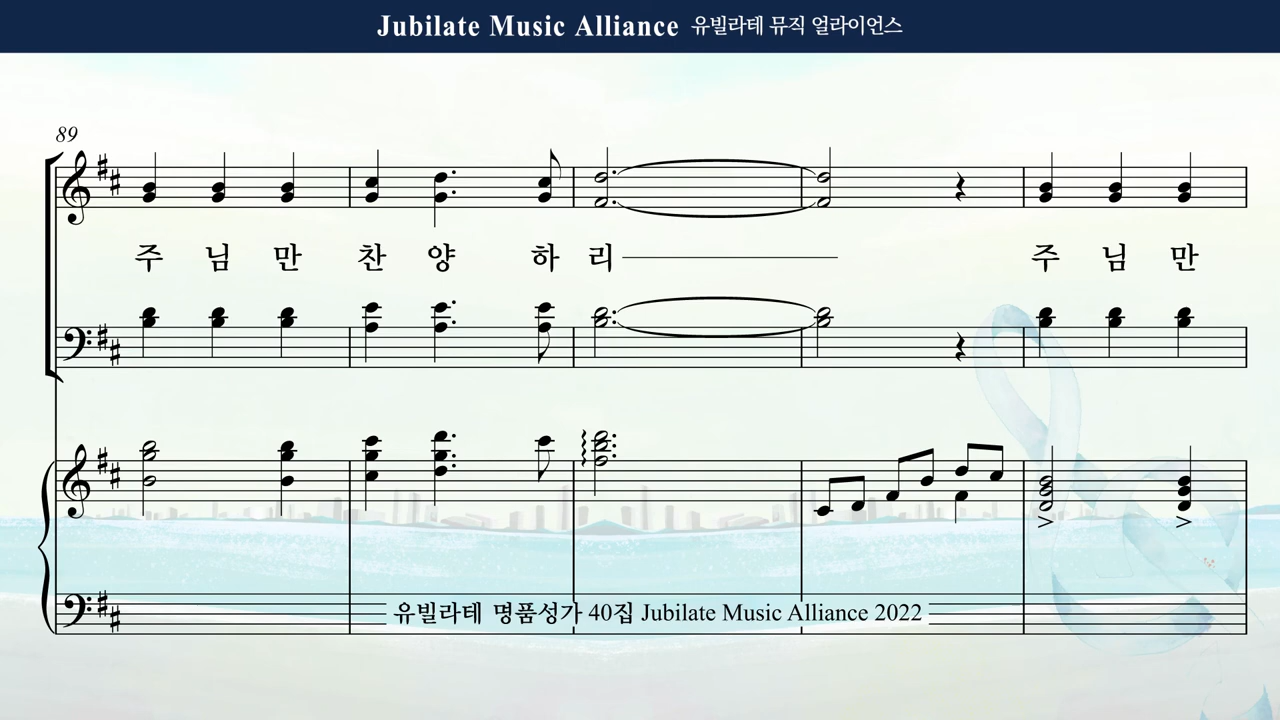 Jubilate Music Alliance 유빌라테 뮤직 얼라이언스
89
주 님 만 찬 양 하 리 주 님 만
유빌라테 명품성가 40집 Jubilate Music Alliance 2022